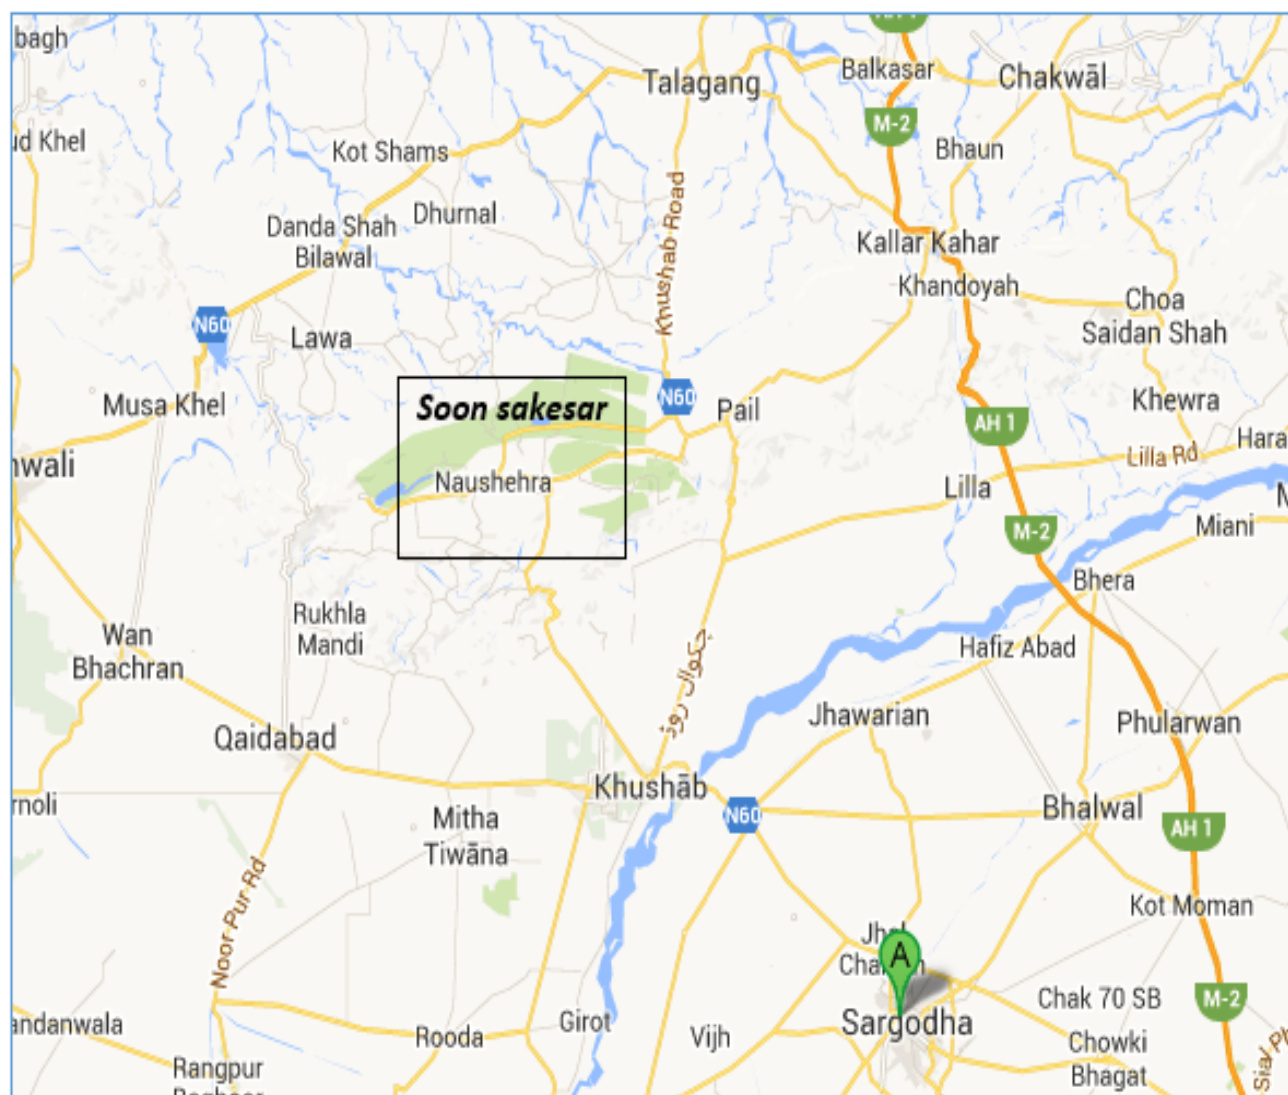 bagh
AH 1
Talagang
Balkasar
Chakwāl
M-2
ud Khel
Kot Shams
Bhaun
Khushab Road
Danda Shah
Bilawal
Dhurnal
Kallar Kahar
Khandoyah
Choa
Saidan Shah
N60
Lawa
Musa Khel
Soon sakesar
N60
Pail
Khewra
AH 1
Lilla Rd
Hara
nwali
Naushehra
Lilla
M-2
Miani
Bhera
Rukhla
Mandi
Wan
Bhachran
Hafiz Abad
چکوال روڈ
Jhawarian
Phularwan
Qaidabad
Khushāb
rnoli
Mitha
Tiwāna
N60
Bhalwal
AH 1
Noor Pur Rd
Kot Moman
A
Sargodha
Chak 70 SB
M-2
andanwala
Rooda
Girot
Vijh
Chowki
Bhagat
Rangpur